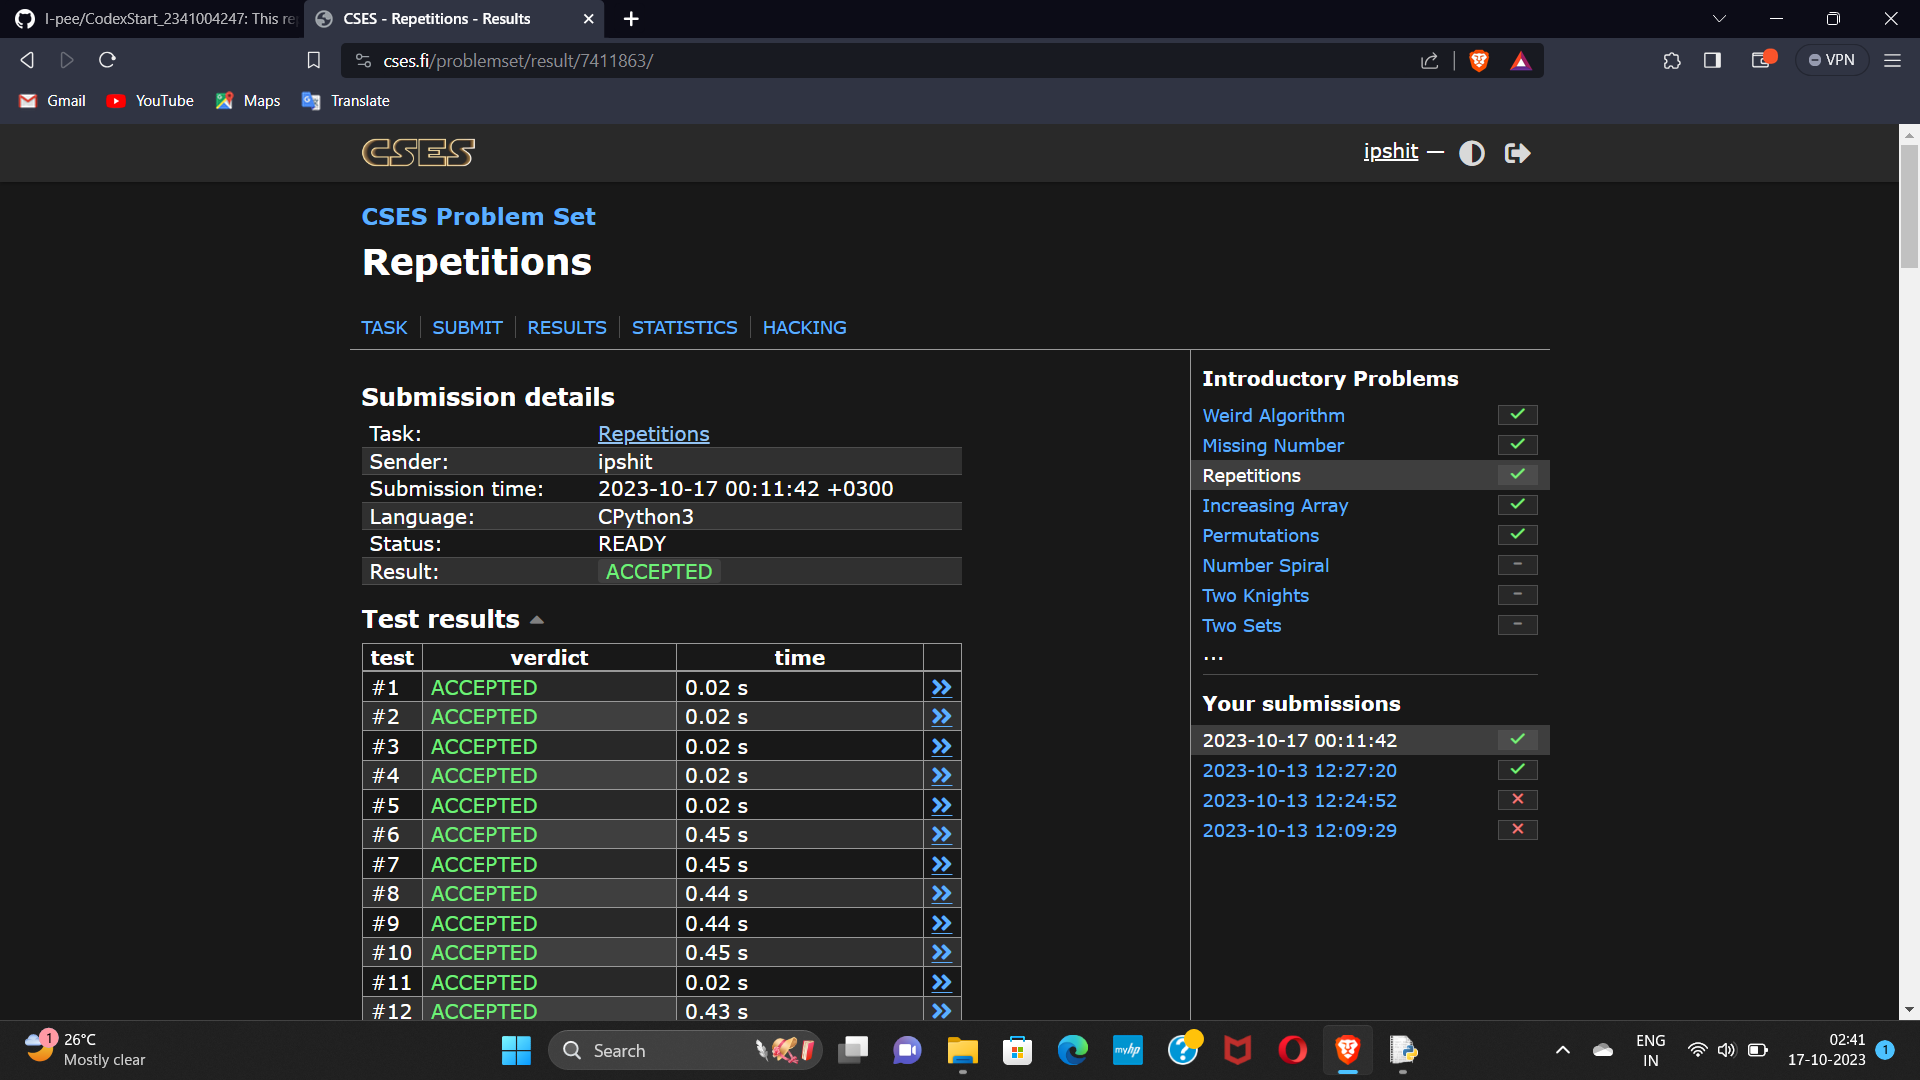 I-pee/CodexStart_2341004247: This re
CSES - Repetitions - Results
cses.fi/problemset/result/7411863/
VPN
Gmail YouTube Maps Translate
CSES
ipshit —
CSES Problem Set
Repetitions
TASK SUBMIT RESULTS STATISTICS HACKING
Submission details
Task: Repetitions
Sender: ipshit
Submission time: 2023-10-17 00:11:42 +0300
Language: CPython3
Status: READY
Result: ACCEPTED
Test results
test verdict time
#1 ACCEPTED 0.02 s »
#2 ACCEPTED 0.02 s »
#3 ACCEPTED 0.02 s »
#4 ACCEPTED 0.02 s »
#5 ACCEPTED 0.02 s »
#6 ACCEPTED 0.45 s »
#7 ACCEPTED 0.45 s »
#8 ACCEPTED 0.44 s »
#9 ACCEPTED 0.44 s »
#10 ACCEPTED 0.45 s »
#11 ACCEPTED 0.02 s »
#12 ACCEPTED 0.43 s »
Introductory Problems
Weird Algorithm
Missing Number
Repetitions
Increasing Array
Permutations
Number Spiral –
Two Knights –
Two Sets –
...
Your submissions
2023-10-17 00:11:42
2023-10-13 12:27:20
2023-10-13 12:24:52
2023-10-13 12:09:29
1
26°C
Mostly clear
Search
myhp
ENG
IN
02:41
17-10-2023
1